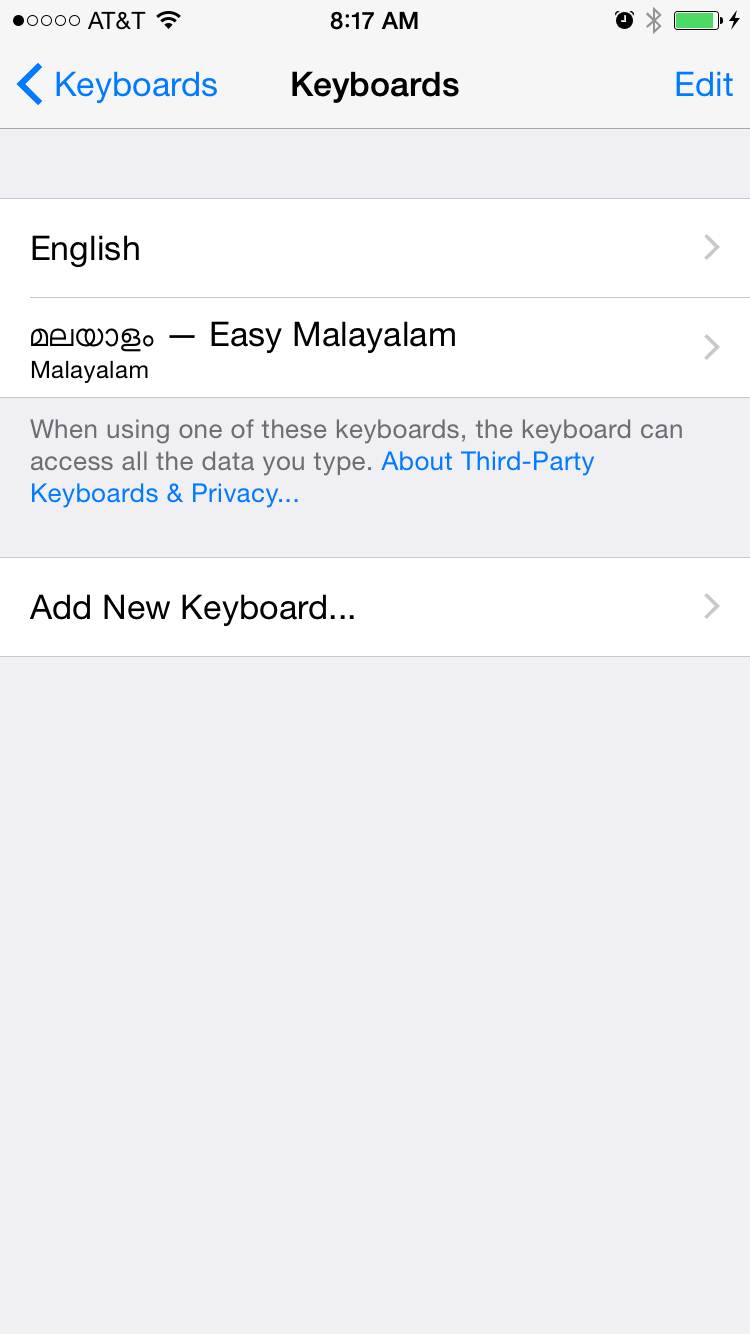 AT&T 8:17 AM
Keyboards Keyboards Edit
English
മലയാളം — Easy Malayalam
Malayalam
When using one of these keyboards, the keyboard can
access all the data you type. About Third-Party
Keyboards & Privacy...
Add New Keyboard...